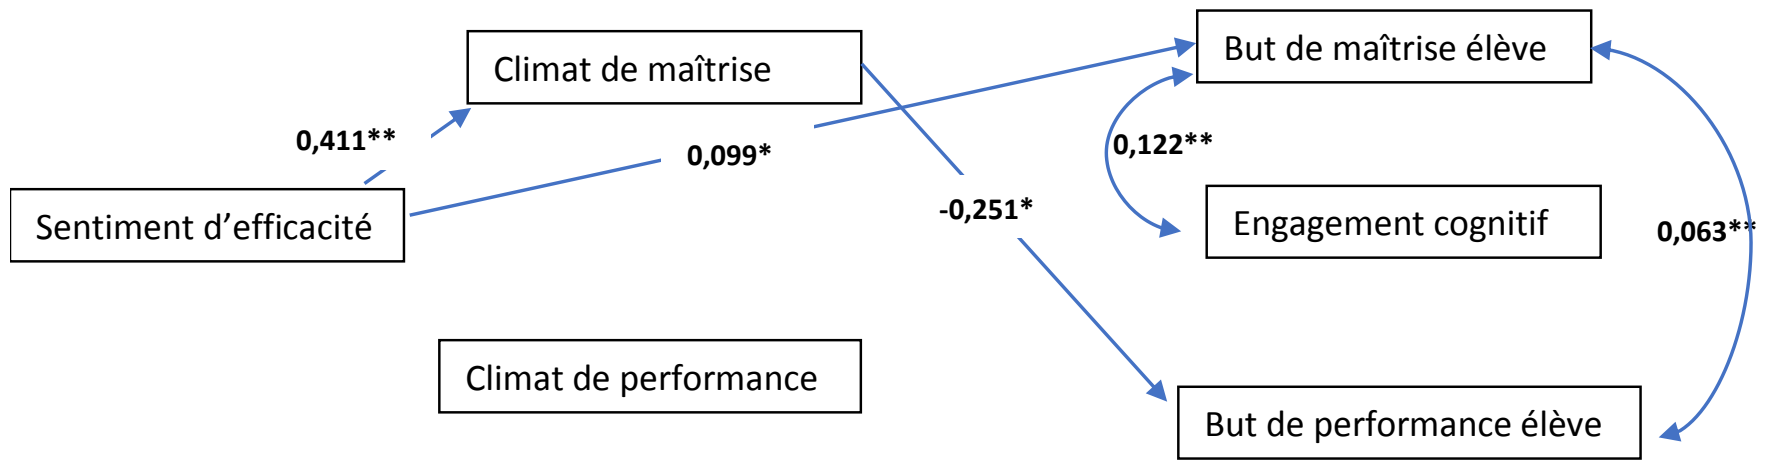 But de maîtrise élève
Climat de maîtrise
0,411**
0,099*
0,122**
Sentiment d’efficacité
-0,251*
Engagement cognitif
0,063**
Climat de performance
But de performance élève